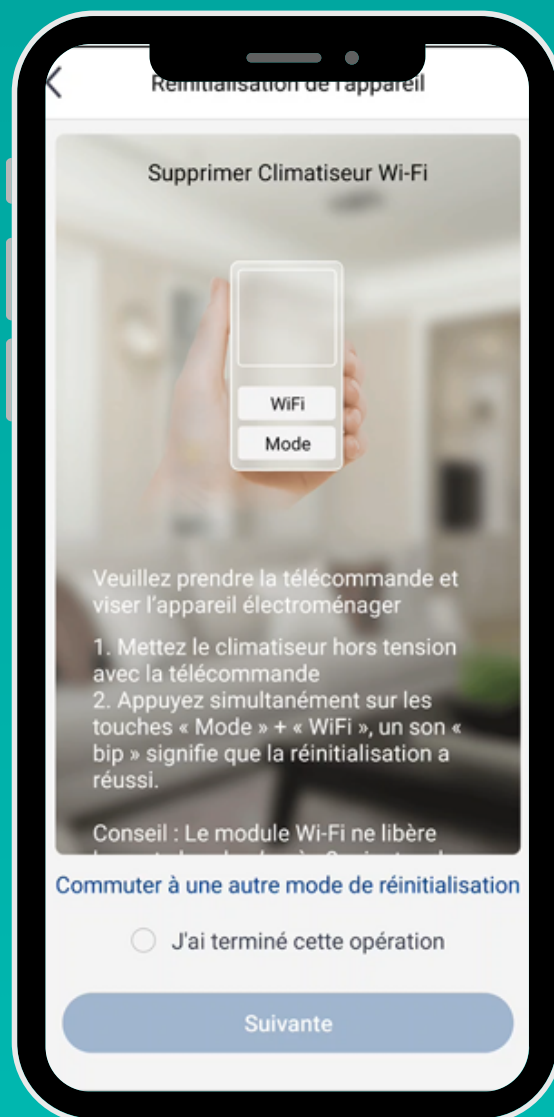 Réinitialisation de l'appareil
Supprimer Climatiseur Wi-Fi
WiFi
Mode
Veuillez prendre la télécommande et
viser l’appareil électroménager
1. Mettez le climatiseur hors tension
avec la télécommande
2. Appuyez simultanément sur les
touches « Mode » + « WiFi », un son «
bip » signifie que la réinitialisation a
réussi.
Conseil : Le module Wi-Fi ne libère
Commuter à une autre mode de réinitialisation
J'ai terminé cette opération
Suivante